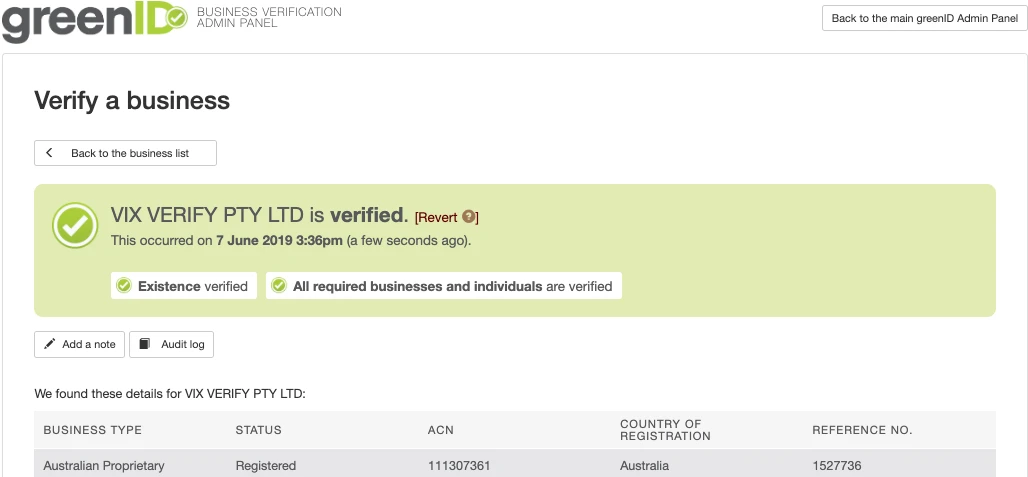 greenID
BUSINESS VERIFICATION
ADMIN PANEL
Back to the main greenID Admin Panel
Verify a business
Back to the business list
VIX VERIFY PTY LTD is verified. [Revert ?]
This occurred on 7 June 2019 3:36pm (a few seconds ago).
Existence verified
All required businesses and individuals are verified
Add a note
Audit log
We found these details for VIX VERIFY PTY LTD:
BUSINESS TYPE STATUS ACN COUNTRY OF REGISTRATION REFERENCE NO.
Australian Proprietary Registered 111307361 Australia 1527736